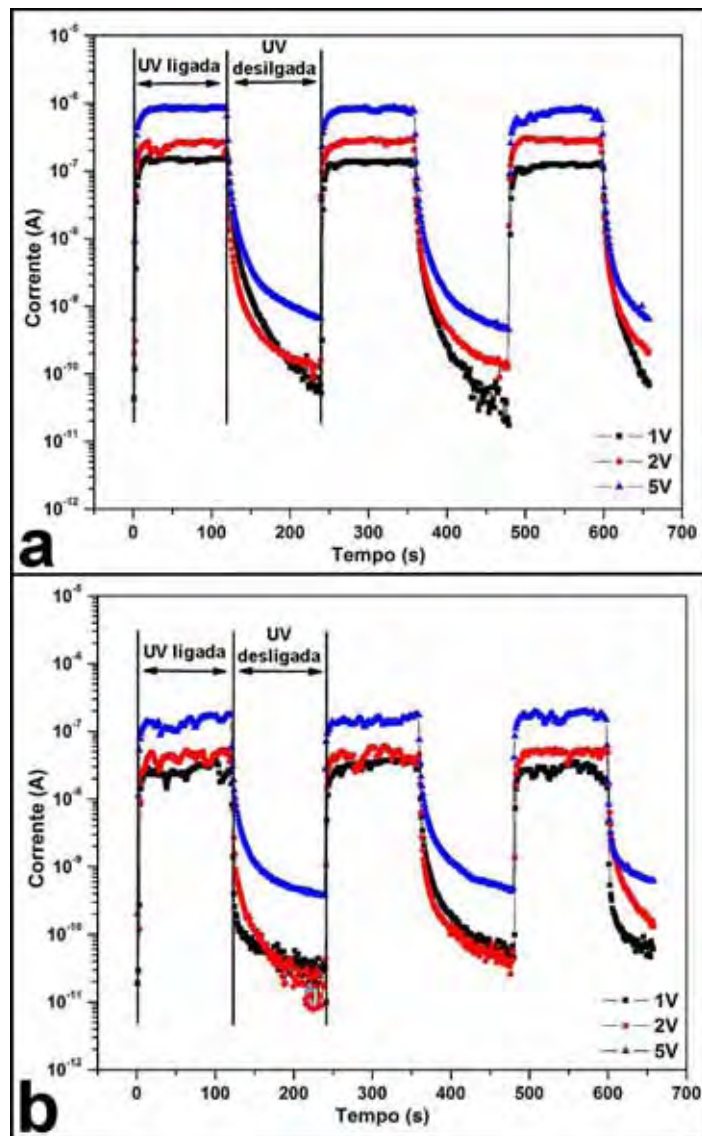 UV ligada
UV
desilgada
Corrente (A)
10⁻⁵
10⁻⁶
10⁻⁷
10⁻⁸
10⁻⁹
10⁻¹⁰
10⁻¹¹
10⁻¹²
1V
2V
5V
0 100 200 300 400 500 600 700
Tempo (s)
a
UV ligada
UV
desligada
Corrente (A)
10⁻⁵
10⁻⁶
10⁻⁷
10⁻⁸
10⁻⁹
10⁻¹⁰
10⁻¹¹
10⁻¹²
1V
2V
5V
0 100 200 300 400 500 600 700
Tempo (s)
b